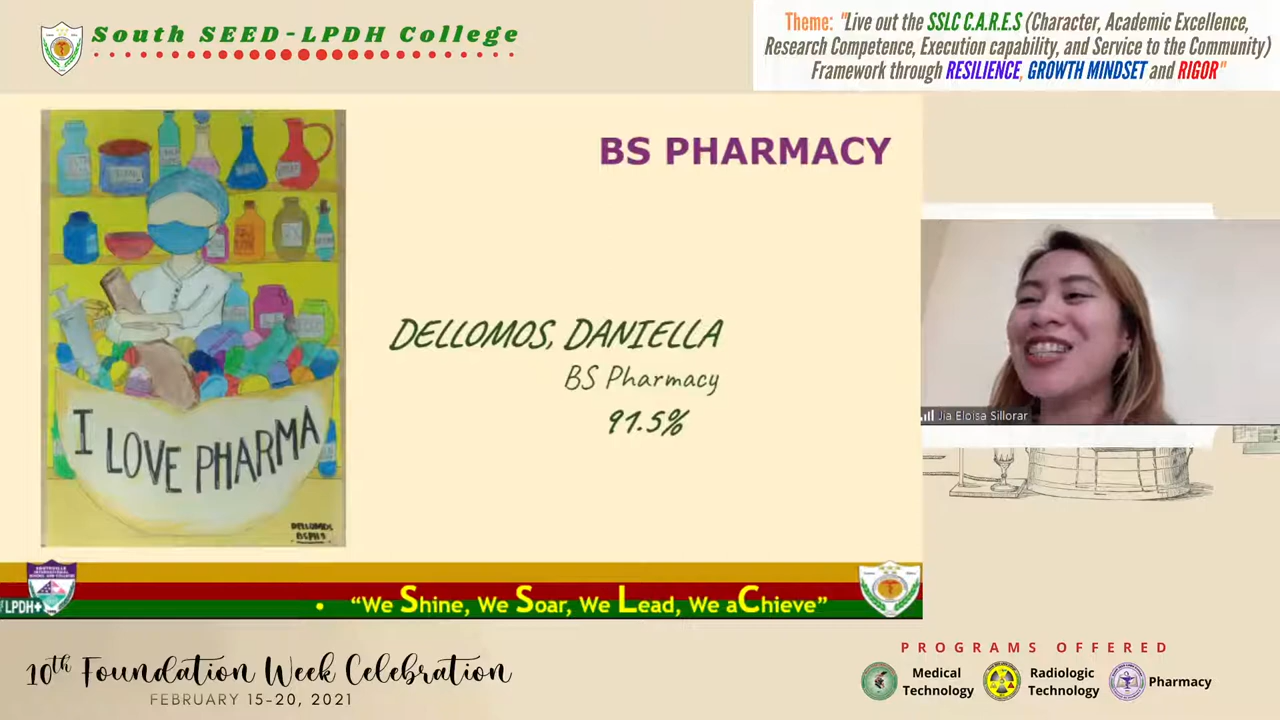 South SEED-LPDH College
Theme: "Live out the SSLC C.A.R.E.S (Character, Academic Excellence,
Research Competence, Execution capability, and Service to the Community)
Framework through RESILIENCE, GROWTH MINDSET and RIGOR"
BS PHARMACY
DELLOMOS, DANIELLA
BS Pharmacy
91.5%
I LOVE PHARMA
DELLOMOS
Jia Eloisa Sillorar
LPDH+
• "We Shine, We Soar, We Lead, We aChieve"
10th Foundation Week Celebration
FEBRUARY 15-20, 2021
PROGRAMS OFFERED
Medical
Technology
Radiologic
Technology
Pharmacy